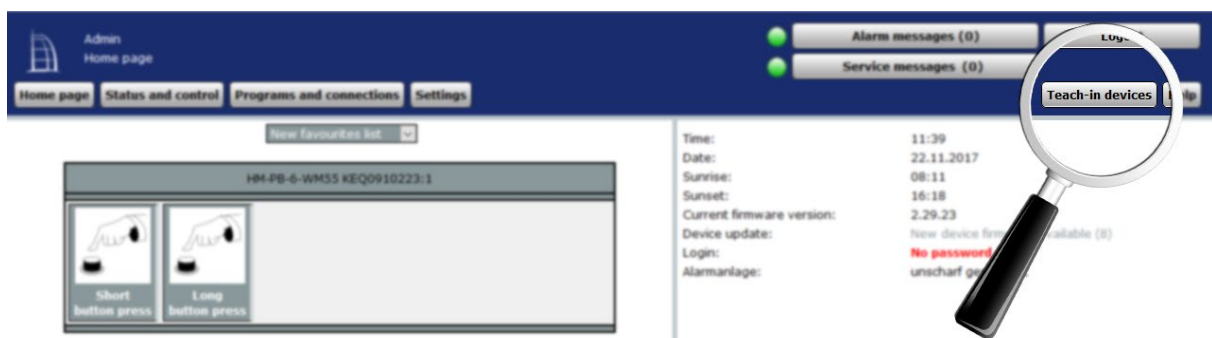 Admin
Home page
Alarm messages (0)
Service messages (0)
Home page
Status and control
Programs and connections
Settings
Teach-in devices
New favourites list
HM-PB-6-WM55 KEQ0910223:1
Short
button press
Long
button press
Time: 11:39
Date: 22.11.2017
Sunrise: 08:11
Sunset: 16:18
Current firmware version: 2.29.23
Device update: New device
Login: No password
Alarmanlage: unscharf